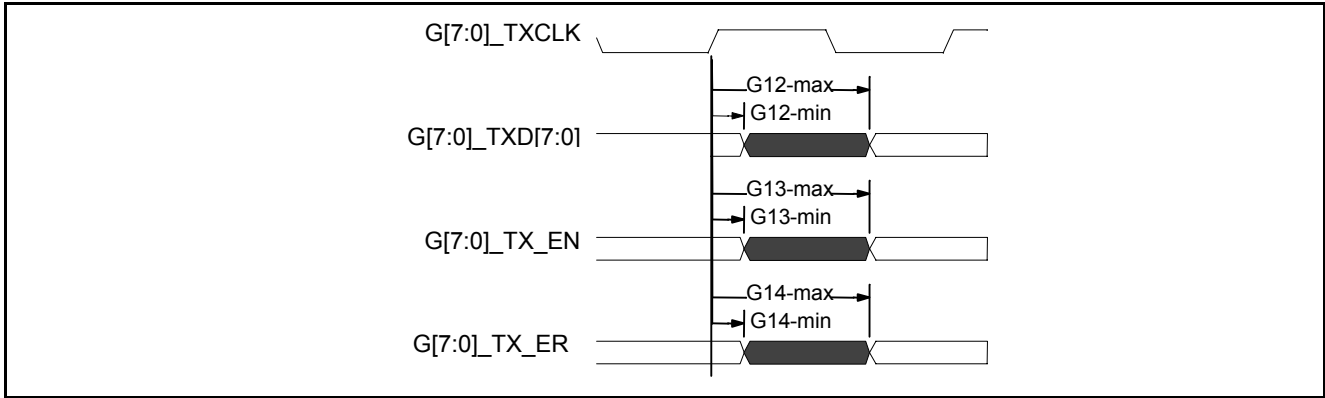 G[7:0]_TXCLK
G12-max
G12-min
G[7:0]_TXD[7:0]
G13-max
G13-min
G[7:0]_TX_EN
G14-max
G14-min
G[7:0]_TX_ER